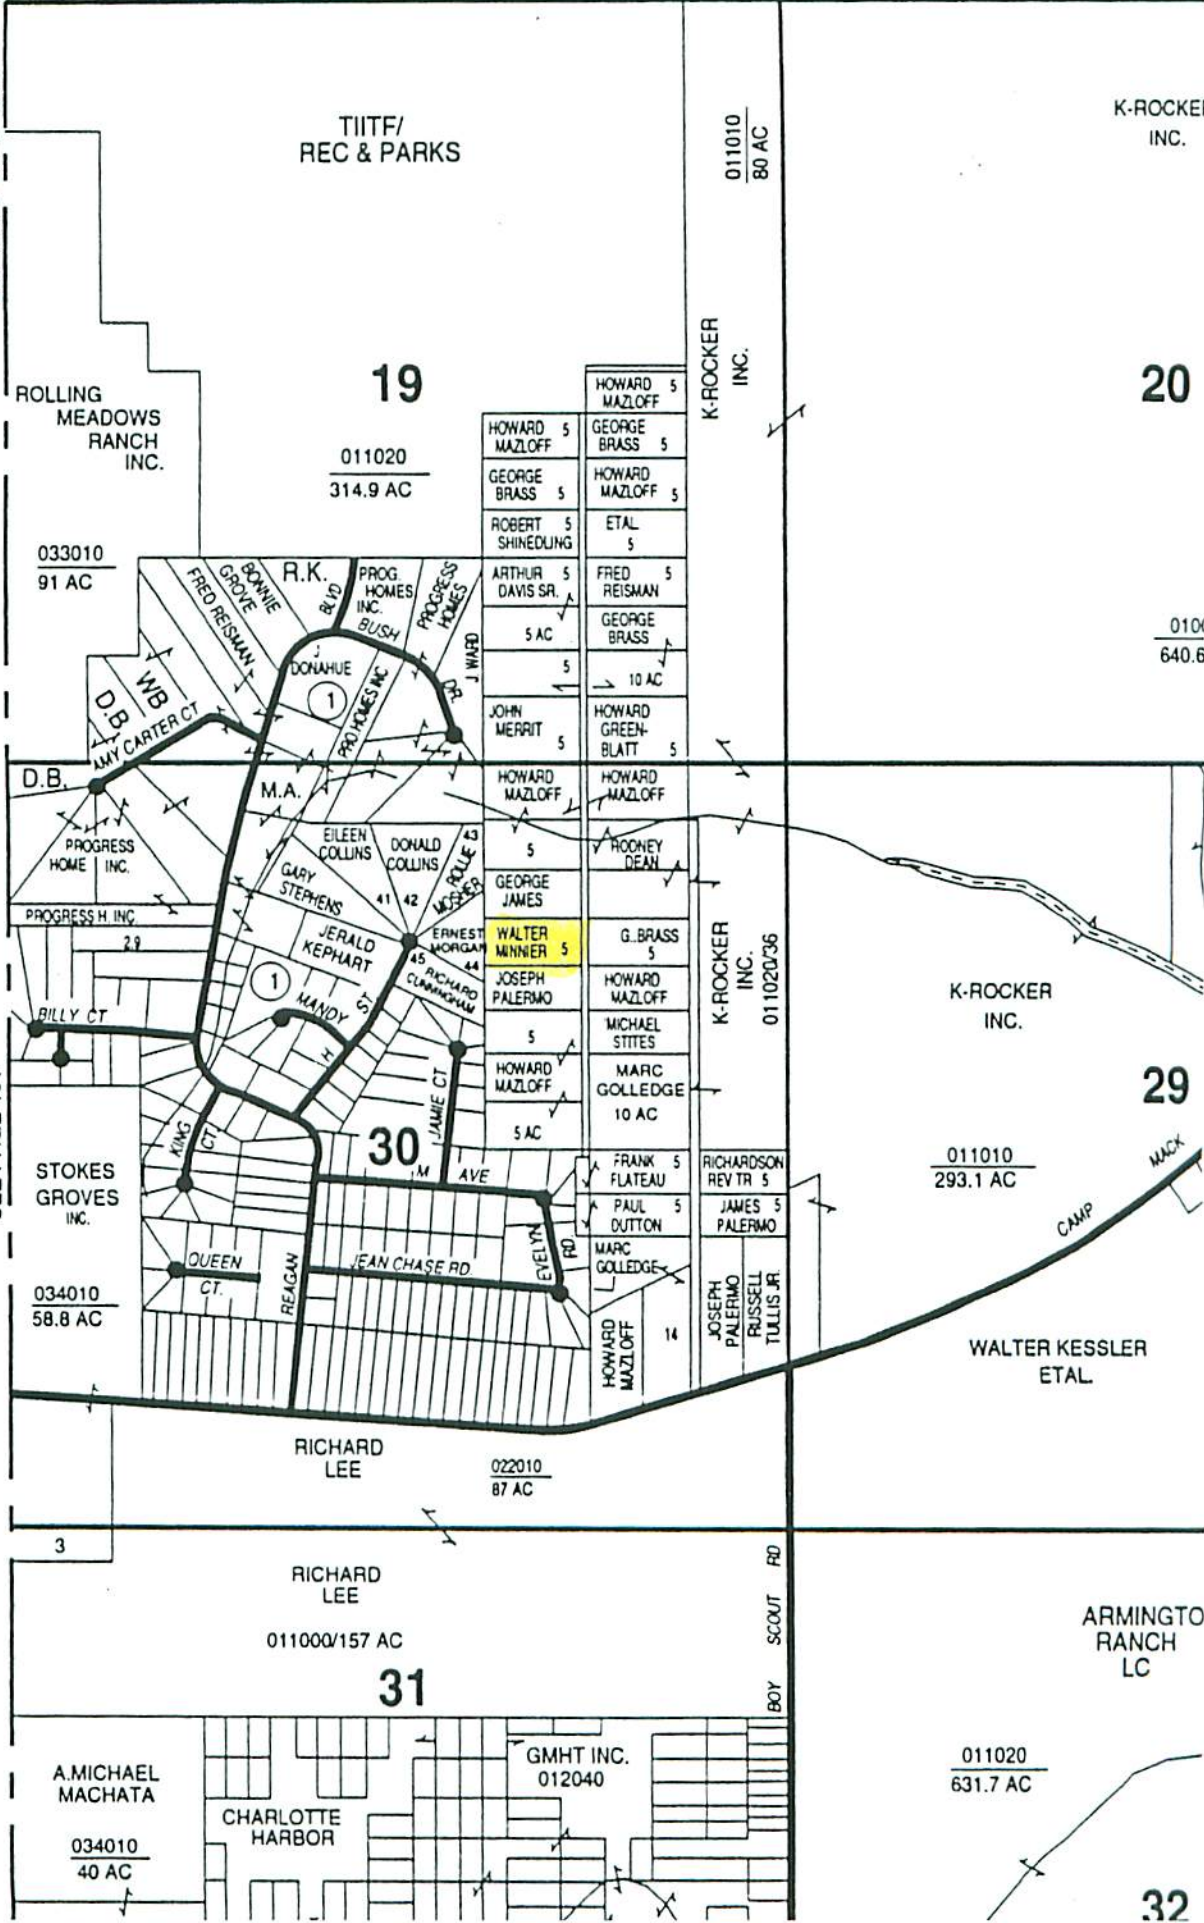 TIITF/
REC & PARKS
011010
80 AC
K-ROCKER
INC.
19
20
K-ROCKER
INC.
ROLLING
MEADOWS
RANCH
INC.
011020
314.9 AC
033010
91 AC
HOWARD 5
MAZLOFF
HOWARD 5
MAZLOFF
GEORGE
BRASS 5
GEORGE
BRASS 5
HOWARD
MAZLOFF 5
ROBERT 5
SHINEDLING
ETAL
5
ARTHUR 5
DAVIS SR.
FRED 5
REISMAN
5 AC
GEORGE
BRASS
5
10 AC
JOHN
MERRIT
5
HOWARD
GREEN-
BLATT 5
640.6
R.K.
BONNIE
GROVE
FRED REISMAN
BLVD
PROG.
HOMES
INC.
BUSH
PROGRESS
HOMES
J WARD
DR.
J
DONAHUE
1
PRO HOMES INC
WB
D.B
AMY CARTER CT
D.B.
M.A.
PROGRESS
HOME INC.
PROGRESS H. INC.
2.9
EILEEN
COLLINS
41
DONALD
COLLINS
42
43
ROLLIE
MOSHER
GARY
STEPHENS
JERALD
KEPHART
ERNEST
MORGAN
44
45
RICHARD
CUNNINGHAM
1
MANDY
H ST
BILLY CT
HOWARD
MAZLOFF
HOWARD
MAZLOFF
5
RODNEY
DEAN
GEORGE
JAMES
WALTER
MINNIER 5
G.BRASS
5
JOSEPH
PALERMO
HOWARD
MAZLOFF
5
MICHAEL
STITES
HOWARD
MAZLOFF
MARC
GOLLEDGE
10 AC
5 AC
K-ROCKER
INC.
011020/36
K-ROCKER
INC.
29
011010
293.1 AC
CAMP MACK
30
JAMIE CT
KING CT.
M AVE
FRANK 5
FLATEAU
RICHARDSON
REV TR 5
PAUL 5
DUTTON
JAMES 5
PALERMO
MARC
GOLLEDGE
EVELYN RD.
JEAN CHASE RD.
QUEEN
CT.
REAGAN
STOKES
GROVES
INC.
034010
58.8 AC
HOWARD
MAZLOFF
14
JOSEPH
PALERMO
RUSSELL
TULLIS JR.
WALTER KESSLER
ETAL.
RICHARD
LEE
022010
87 AC
3
RICHARD
LEE
011000/157 AC
31
BOY SCOUT RD
ARMINGTO
RANCH
LC
A.MICHAEL
MACHATA
034010
40 AC
CHARLOTTE
HARBOR
GMHT INC.
012040
011020
631.7 AC
32